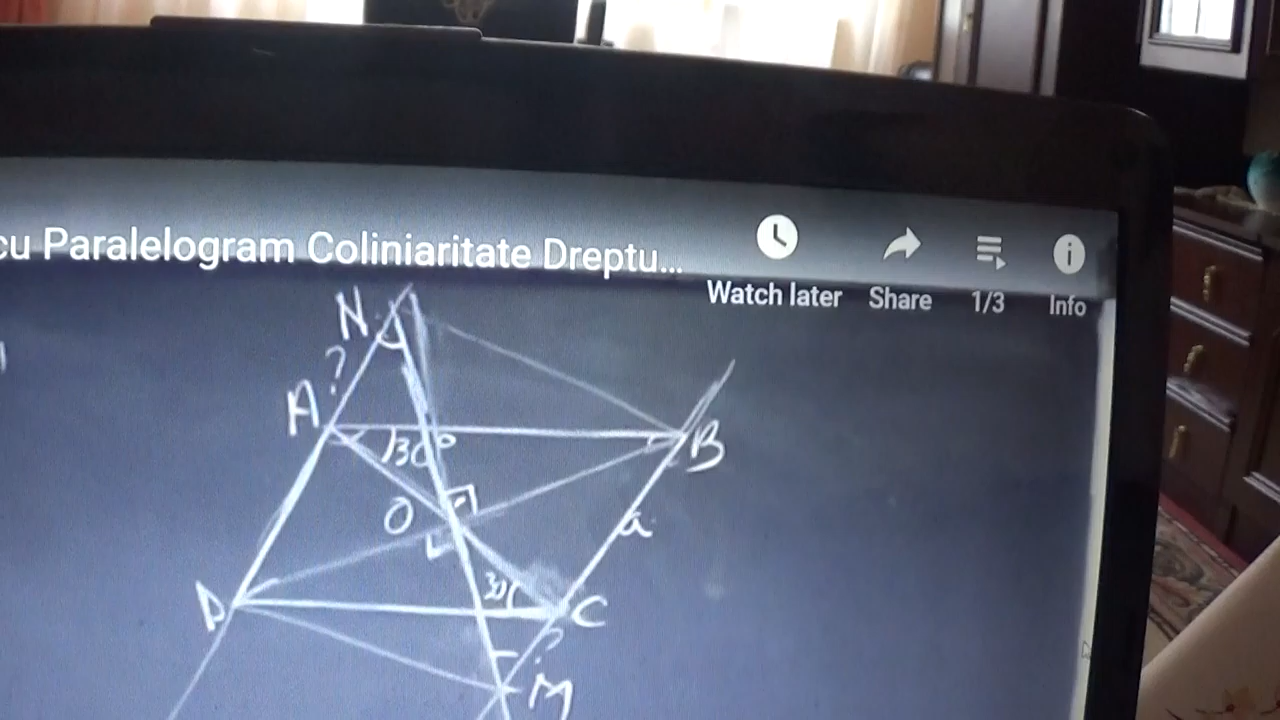 cu Paralelogram Coliniaritate Dreptu...
Watch later
Share
1/3
Info
N
?
A
30°
B
O
a
30
D
C
?
M